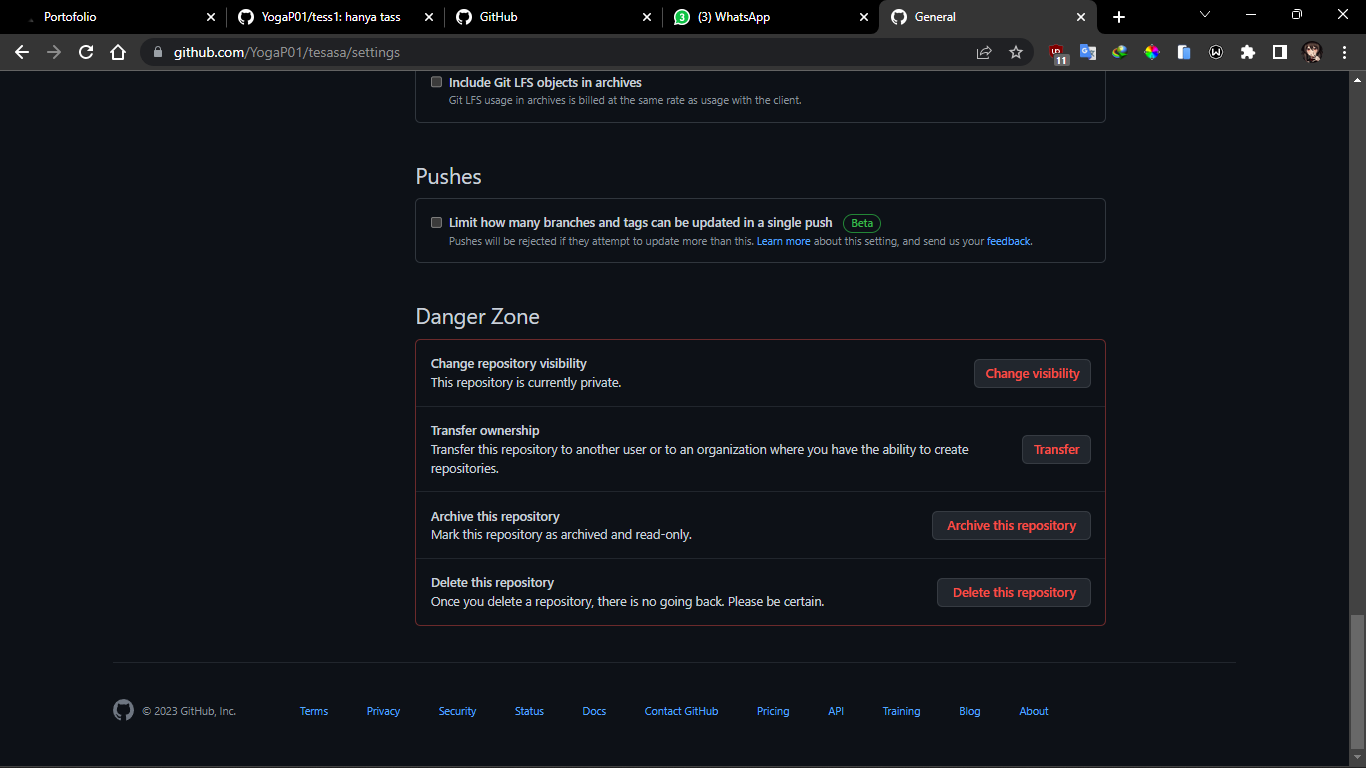 Portofolio
YogaP01/tess1: hanya tass
GitHub
3
(3) WhatsApp
General
github.com/YogaP01/tesasa/settings
11
Include Git LFS objects in archives
Git LFS usage in archives is billed at the same rate as usage with the client.
Pushes
Limit how many branches and tags can be updated in a single push Beta
Pushes will be rejected if they attempt to update more than this. Learn more about this setting, and send us your feedback.
Danger Zone
Change repository visibility
This repository is currently private.
Change visibility
Transfer ownership
Transfer this repository to another user or to an organization where you have the ability to create
repositories.
Transfer
Archive this repository
Mark this repository as archived and read-only.
Archive this repository
Delete this repository
Once you delete a repository, there is no going back. Please be certain.
Delete this repository
© 2023 GitHub, Inc.
Terms
Privacy
Security
Status
Docs
Contact GitHub
Pricing
API
Training
Blog
About